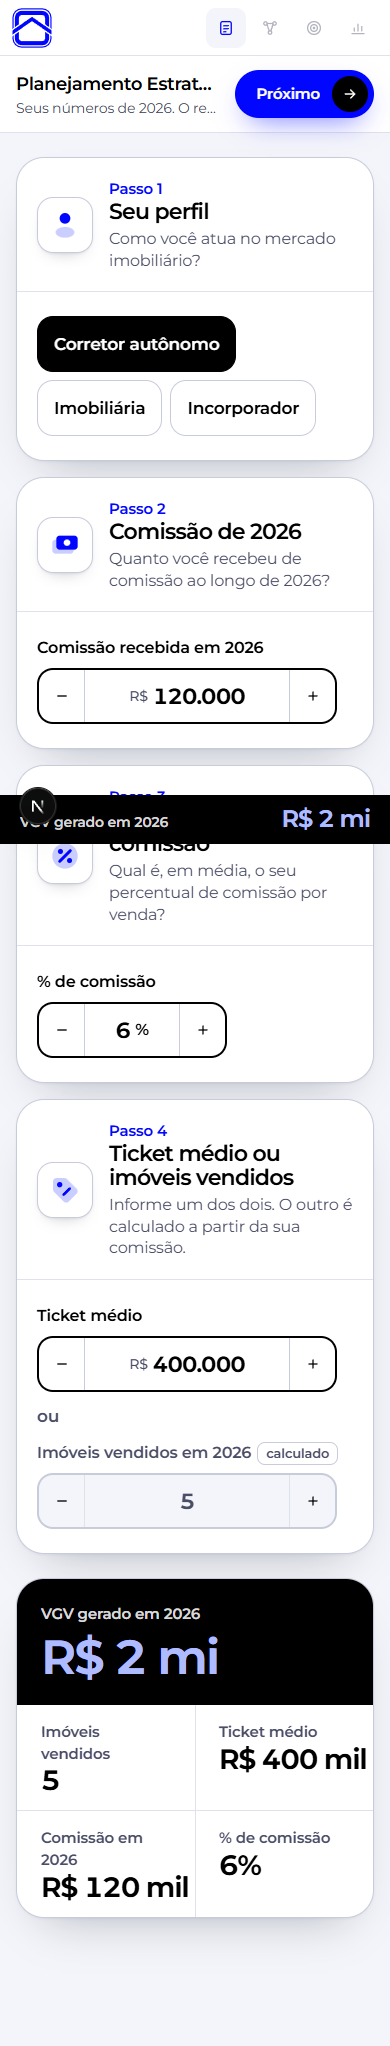 Planejamento Estrat...
Seus números de 2026. O re...
Próximo
Passo 1
Seu perfil
Como você atua no mercado
imobiliário?
Corretor autônomo
Imobiliária
Incorporador
Passo 2
Comissão de 2026
Quanto você recebeu de
comissão ao longo de 2026?
Comissão recebida em 2026
− R$ 120.000 +
Passo 3
N
VGV gerado em 2026
R$ 2 mi
comissão
Qual é, em média, o seu
percentual de comissão por
venda?
% de comissão
− 6 % +
Passo 4
Ticket médio ou
imóveis vendidos
Informe um dos dois. O outro é
calculado a partir da sua
comissão.
Ticket médio
− R$ 400.000 +
ou
Imóveis vendidos em 2026 calculado
− 5 +
VGV gerado em 2026
R$ 2 mi
Imóveis
vendidos
5
Ticket médio
R$ 400 mil
Comissão em
2026
R$ 120 mil
% de comissão
6%